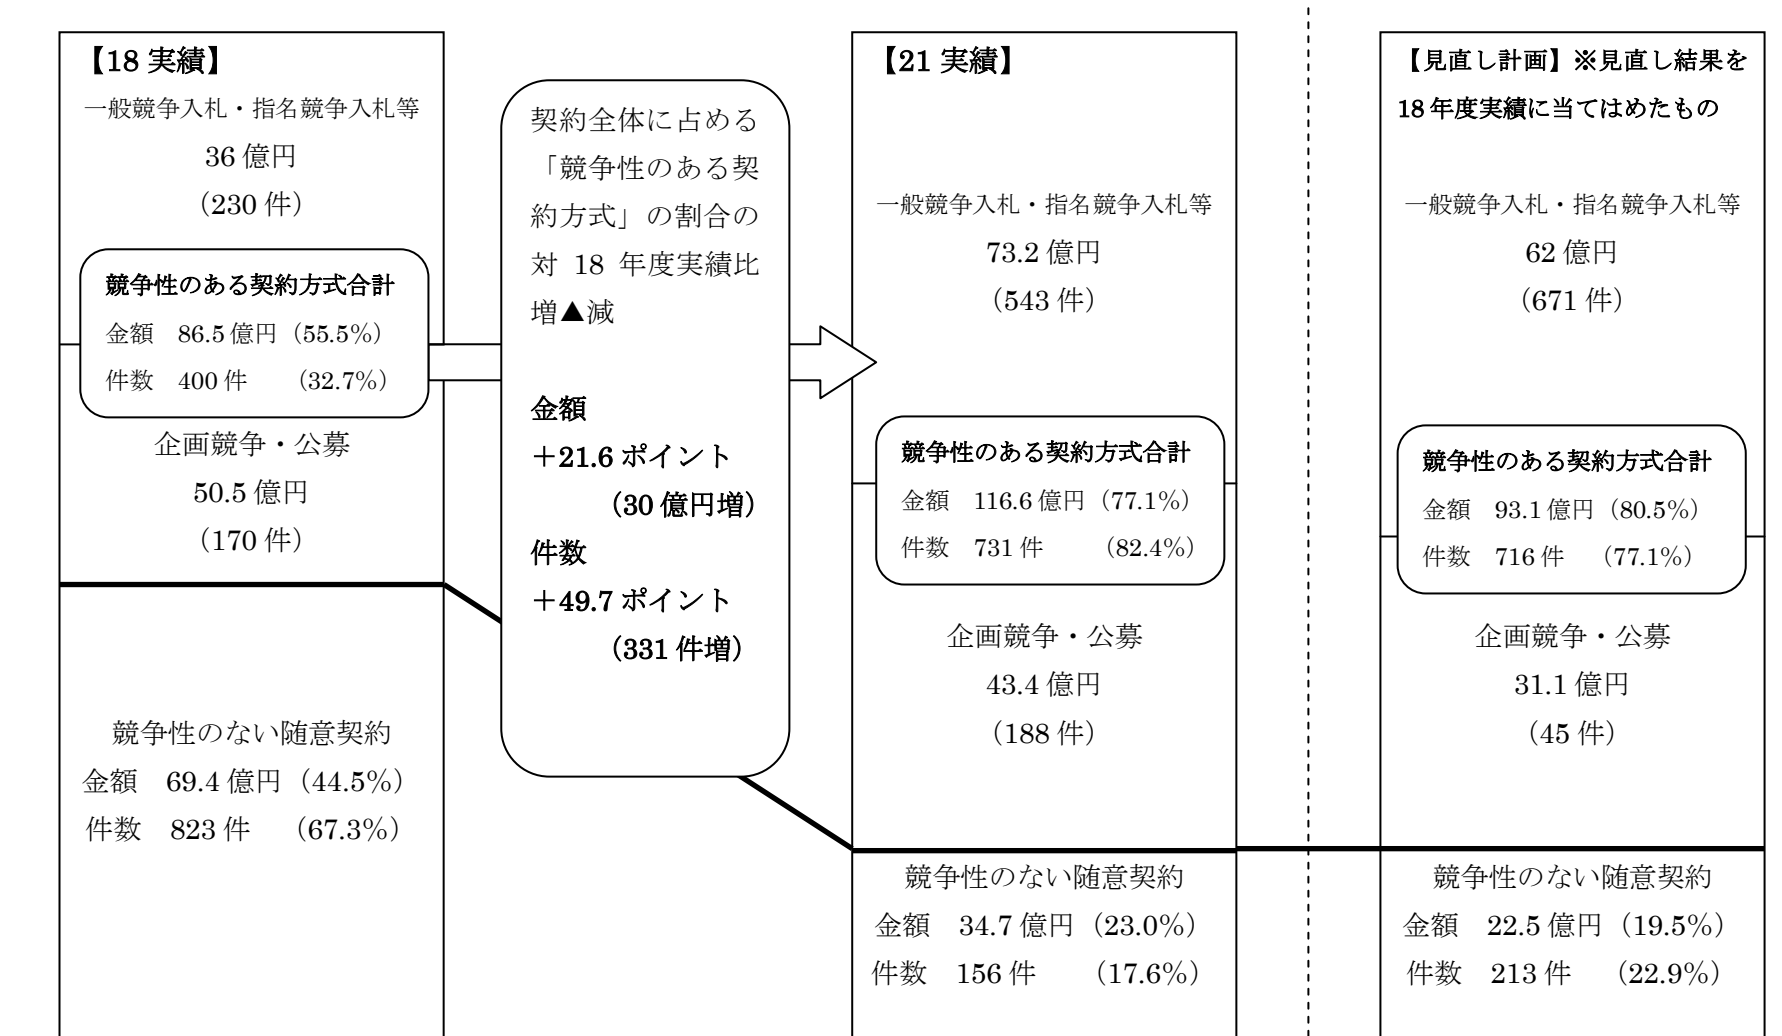 【18 実績】
一般競争入札・指名競争入札等
36 億円
（230 件）
競争性のある契約方式合計
金額　86.5 億円（55.5%）
件数　400 件　　（32.7%）
企画競争・公募
50.5 億円
（170 件）
競争性のない随意契約
金額　69.4 億円（44.5%）
件数　823 件　　（67.3%）
契約全体に占める
「競争性のある契
約方式」の割合の
対 18 年度実績比
増▲減
金額
＋21.6 ポイント
（30 億円増）
件数
＋49.7 ポイント
（331 件増）
【21 実績】
一般競争入札・指名競争入札等
73.2 億円
（543 件）
競争性のある契約方式合計
金額　116.6 億円（77.1%）
件数　731 件　　（82.4%）
企画競争・公募
43.4 億円
（188 件）
競争性のない随意契約
金額　34.7 億円（23.0%）
件数　156 件　　（17.6%）
【見直し計画】※見直し結果を
18 年度実績に当てはめたもの
一般競争入札・指名競争入札等
62 億円
（671 件）
競争性のある契約方式合計
金額　93.1 億円（80.5%）
件数　716 件　　（77.1%）
企画競争・公募
31.1 億円
（45 件）
競争性のない随意契約
金額　22.5 億円（19.5%）
件数　213 件　　（22.9%）